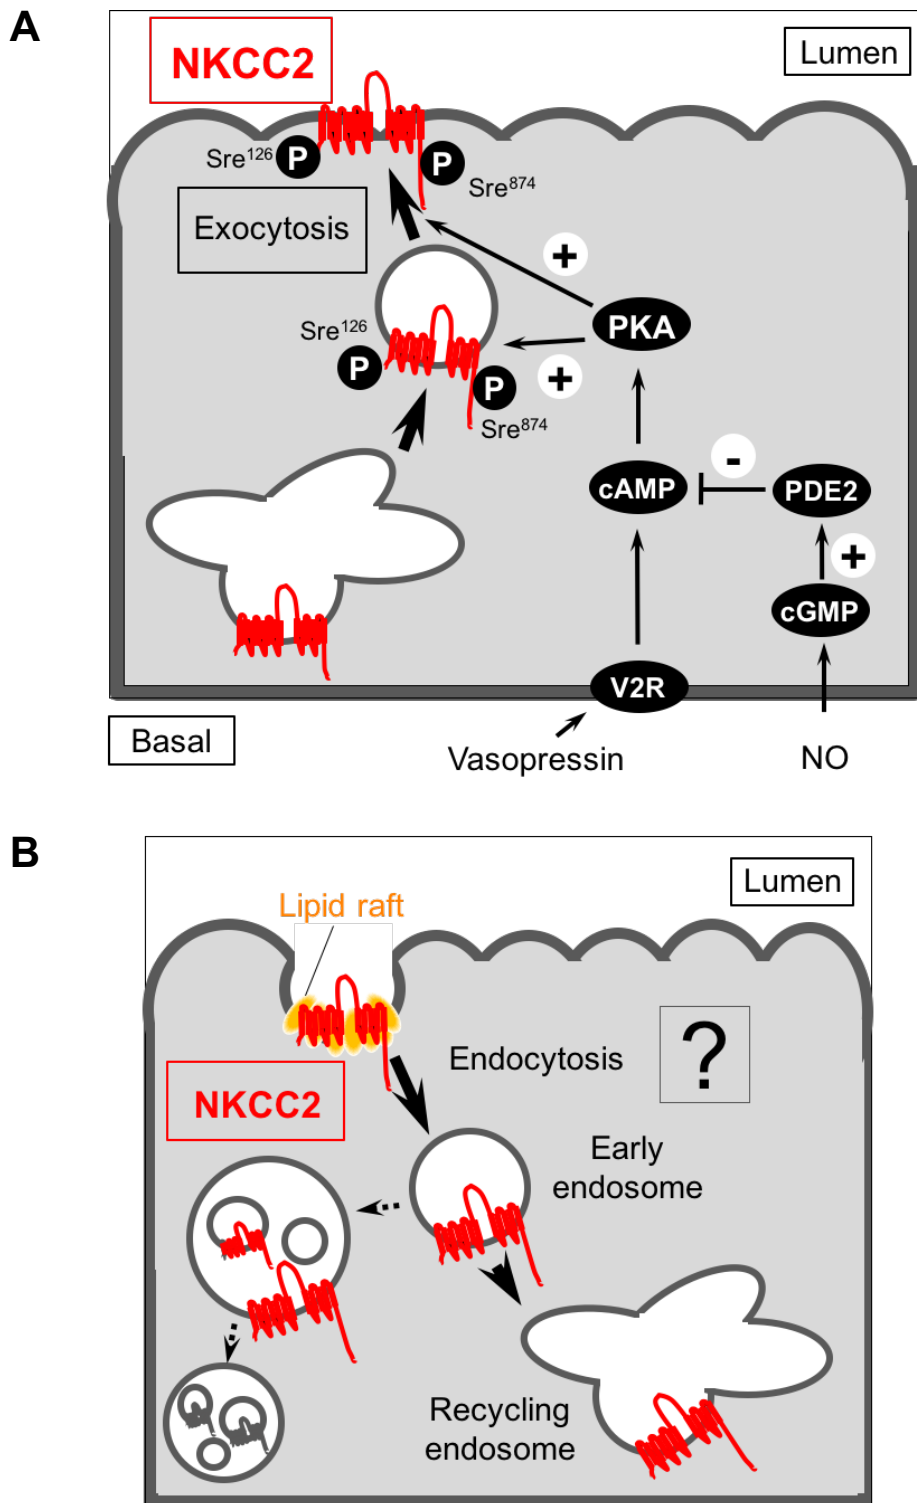 A
NKCC2
Lumen
Sre¹²⁶
P
P
Sre⁸⁷⁴
Exocytosis
+
PKA
Sre¹²⁶
P
+
P
Sre⁸⁷⁴
-
cAMP
PDE2
+
cGMP
V2R
Basal
Vasopressin
NO
B
Lumen
Lipid raft
Endocytosis
?
NKCC2
Early
endosome
Recycling
endosome